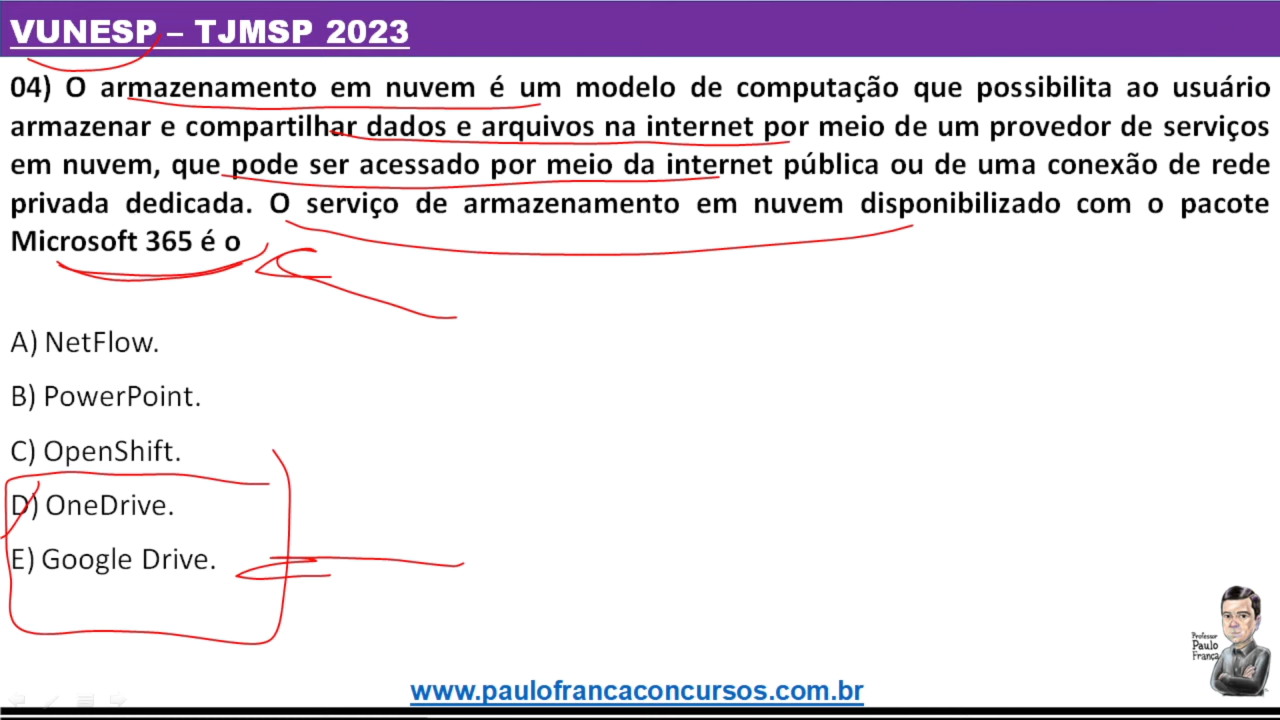 VUNESP – TJMSP 2023
04) O armazenamento em nuvem é um modelo de computação que possibilita ao usuário
armazenar e compartilhar dados e arquivos na internet por meio de um provedor de serviços
em nuvem, que pode ser acessado por meio da internet pública ou de uma conexão de rede
privada dedicada. O serviço de armazenamento em nuvem disponibilizado com o pacote
Microsoft 365 é o
A) NetFlow.
B) PowerPoint.
C) OpenShift.
D) OneDrive.
E) Google Drive.
Professor
Paulo
França
www.paulofrancaconcursos.com.br